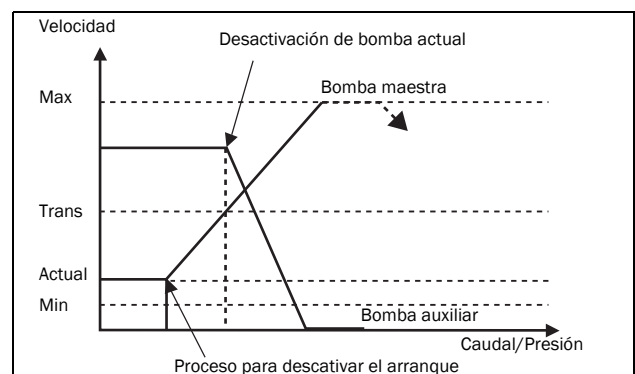 Velocidad
Desactivación de bomba actual
Max
Bomba maestra
Trans
Actual
Min
Bomba auxiliar
Caudal/Presión
Proceso para descativar el arranque